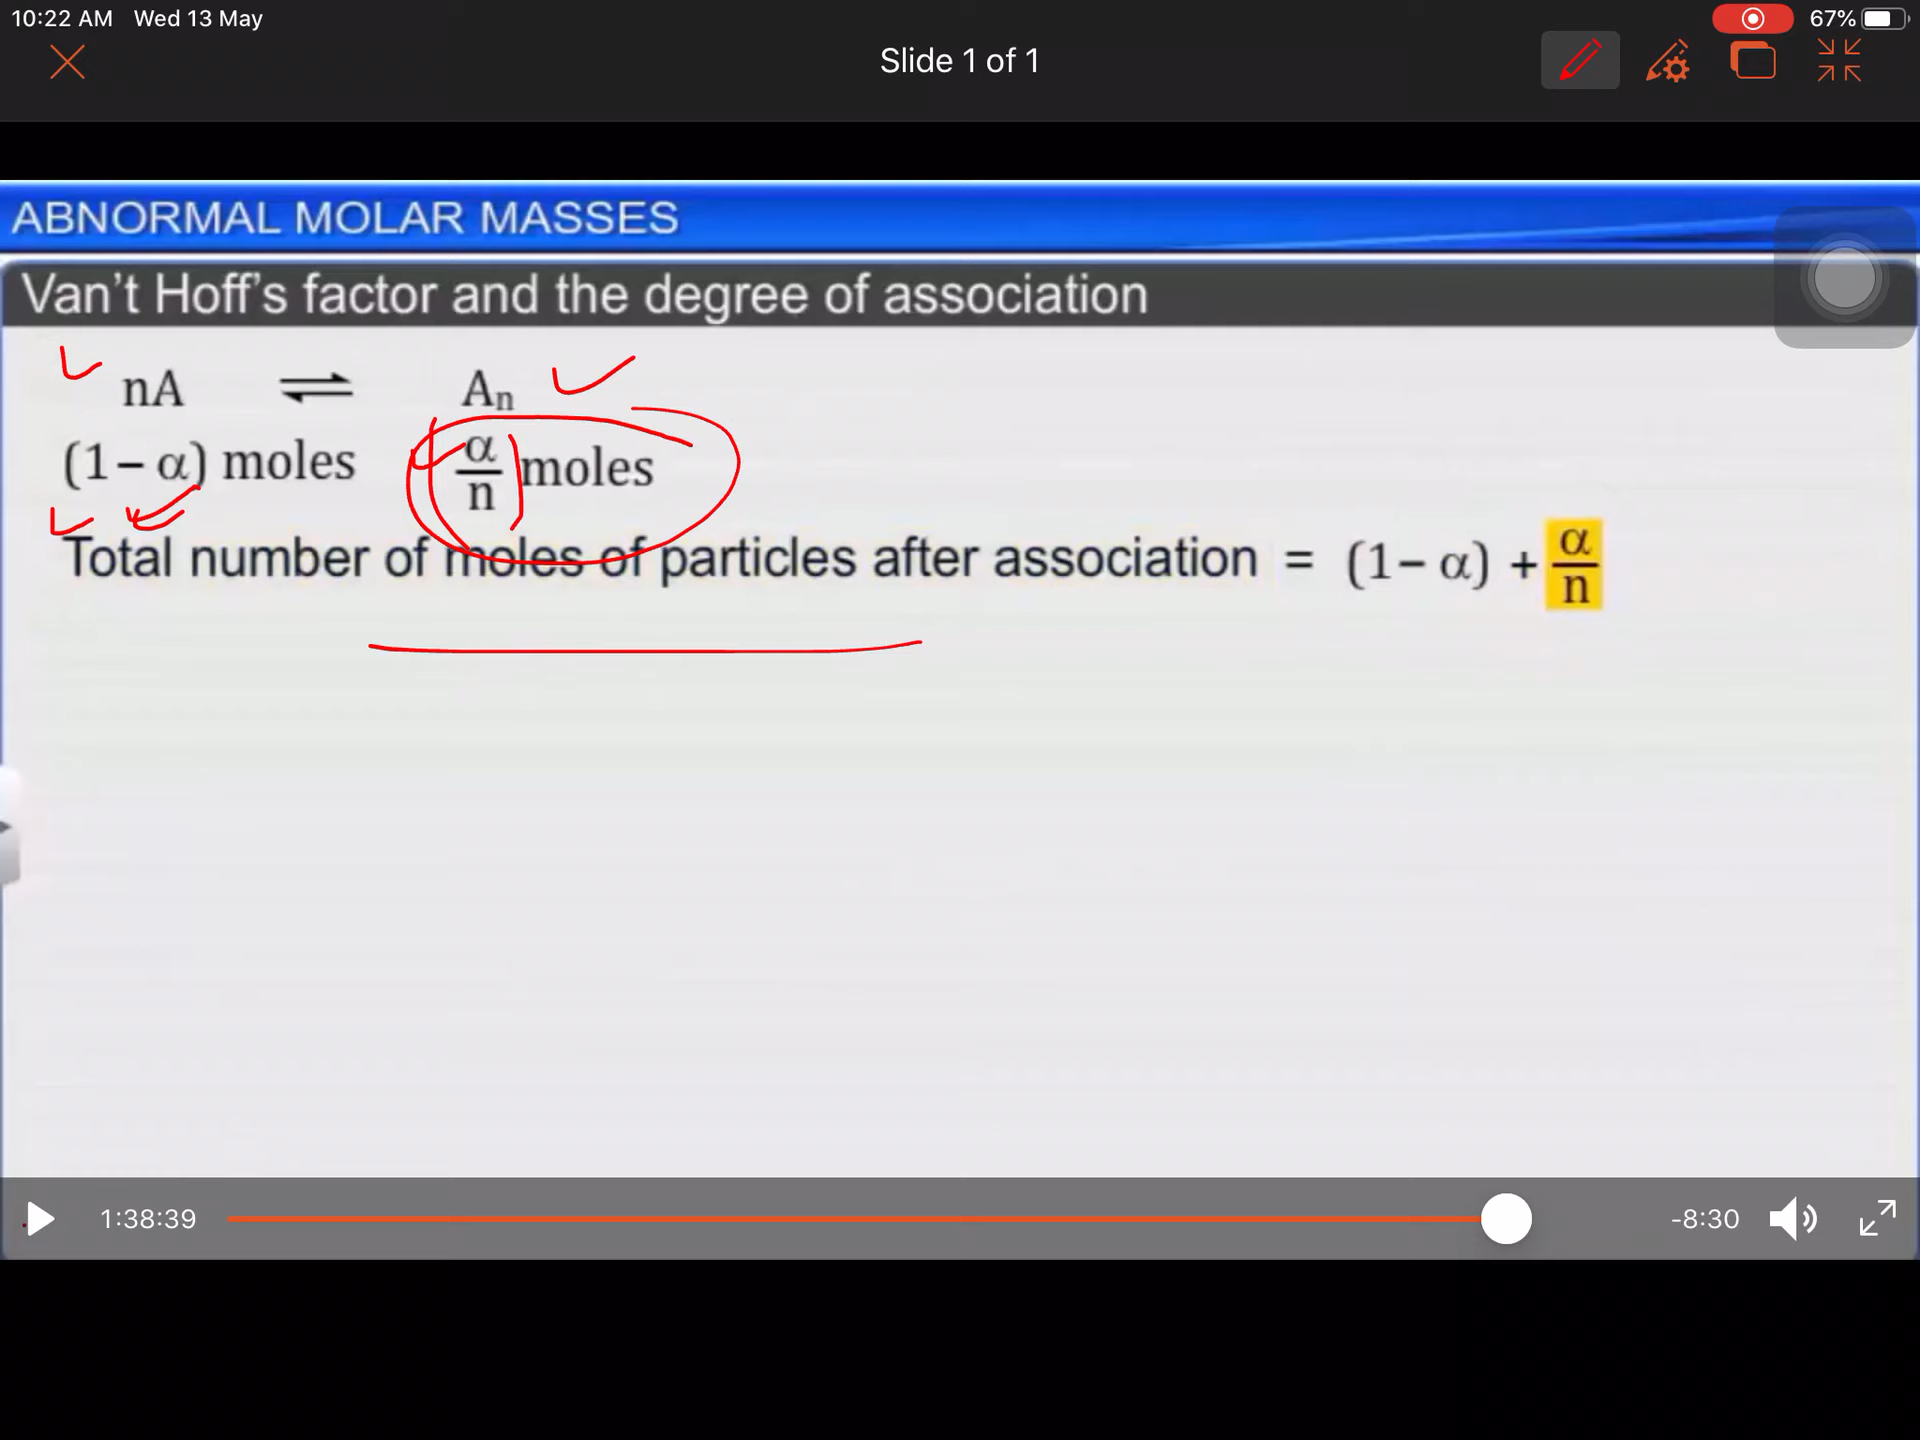 10:22 AM Wed 13 May 67%
Slide 1 of 1
ABNORMAL MOLAR MASSES
Van't Hoff's factor and the degree of association
nA ⇌ Aₙ
(1− α) moles α/n moles
Total number of moles of particles after association = (1− α) + α/n
1:38:39 -8:30